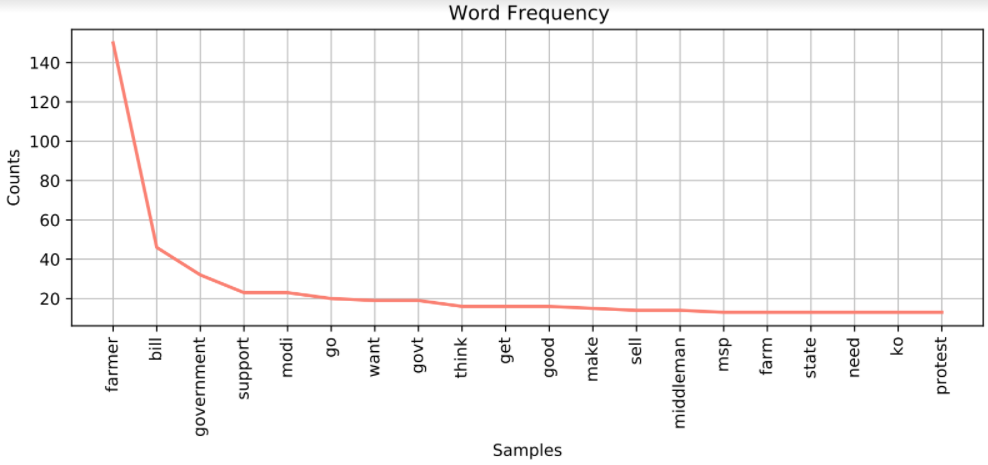 Word Frequency
140
120
100
80
60
40
20
Counts
farmer
bill
government
support
modi
go
want
govt
think
get
good
make
sell
middleman
msp
farm
state
need
ko
protest
Samples